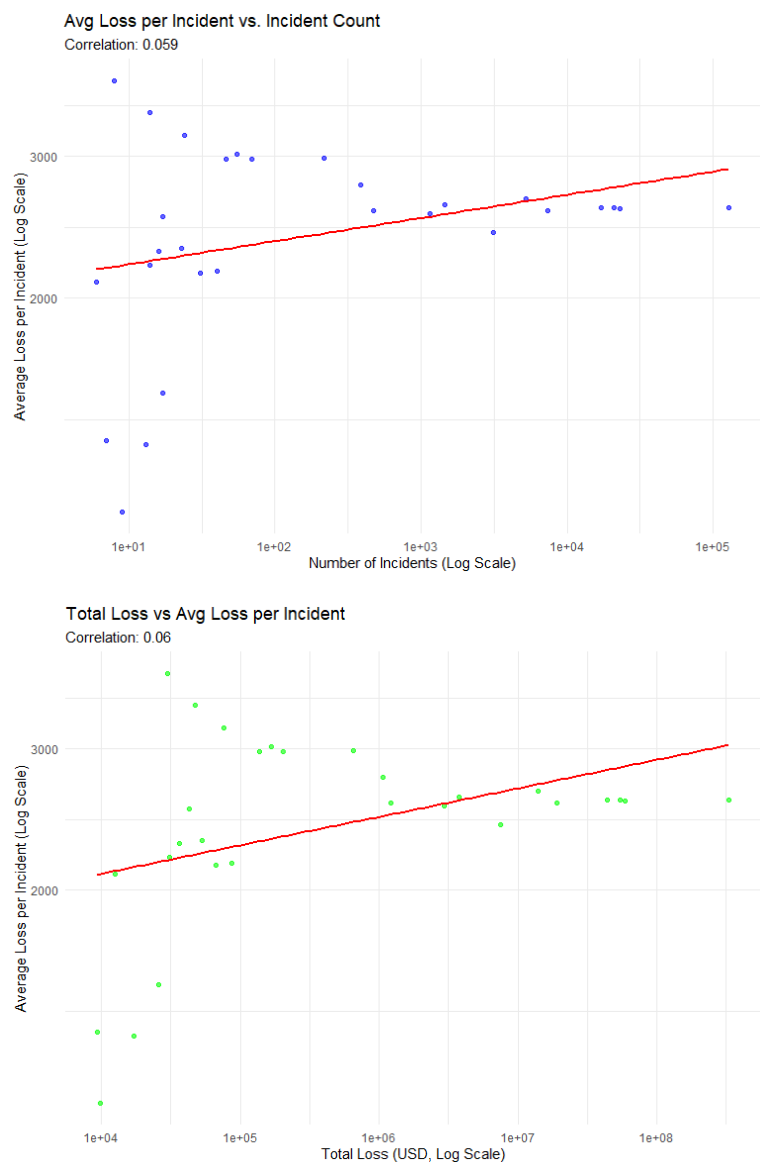 Avg Loss per Incident vs. Incident Count
Correlation: 0.059
Average Loss per Incident (Log Scale)
3000
2000
1e+01
1e+02
1e+03
1e+04
1e+05
Number of Incidents (Log Scale)
Total Loss vs Avg Loss per Incident
Correlation: 0.06
Average Loss per Incident (Log Scale)
3000
2000
1e+04
1e+05
1e+06
1e+07
1e+08
Total Loss (USD, Log Scale)